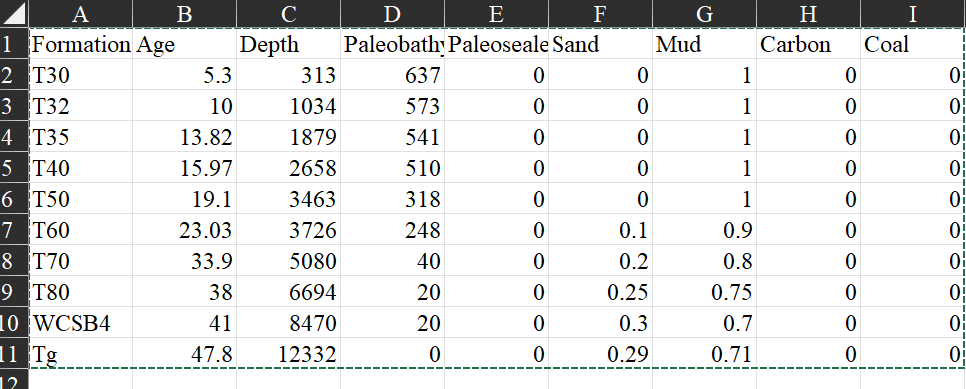 A B C D E F G H I
1 Formation Age Depth Paleobathy Paleoseale Sand Mud Carbon Coal
2 T30 5.3 313 637 0 0 1 0 0
3 T32 10 1034 573 0 0 1 0 0
4 T35 13.82 1879 541 0 0 1 0 0
5 T40 15.97 2658 510 0 0 1 0 0
6 T50 19.1 3463 318 0 0 1 0 0
7 T60 23.03 3726 248 0 0.1 0.9 0 0
8 T70 33.9 5080 40 0 0.2 0.8 0 0
9 T80 38 6694 20 0 0.25 0.75 0 0
10 WCSB4 41 8470 20 0 0.3 0.7 0 0
11 Tg 47.8 12332 0 0 0.29 0.71 0 0
12